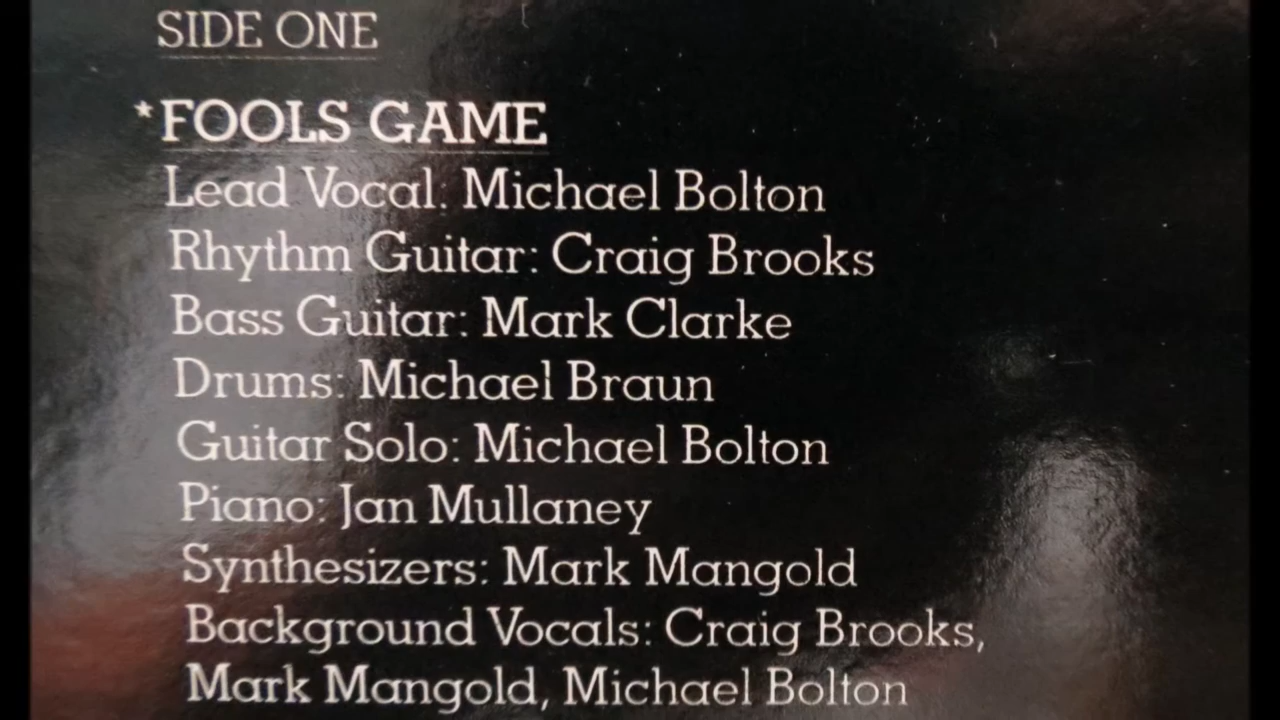 SIDE ONE
*FOOLS GAME
Lead Vocal: Michael Bolton
Rhythm Guitar: Craig Brooks
Bass Guitar: Mark Clarke
Drums: Michael Braun
Guitar Solo: Michael Bolton
Piano: Jan Mullaney
Synthesizers: Mark Mangold
Background Vocals: Craig Brooks,
Mark Mangold, Michael Bolton